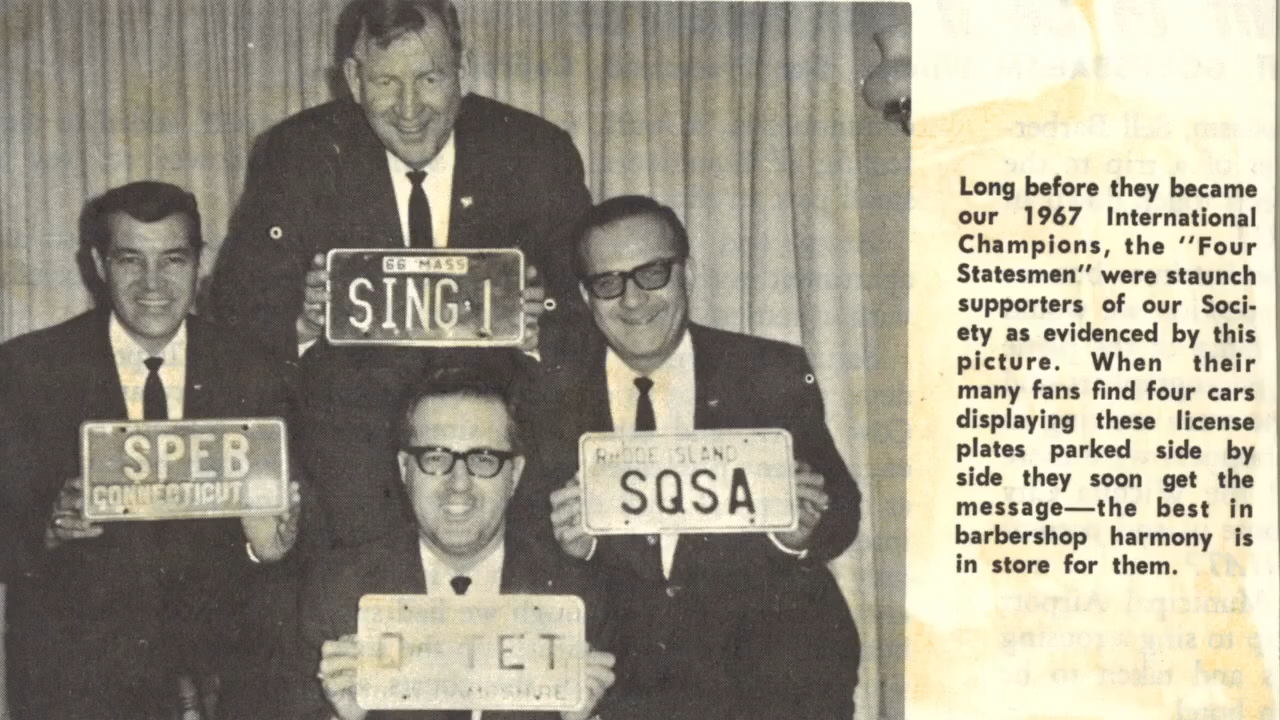 66 MASS
SING·1
SPEB
CONNECTICUT
RHODE ISLAND
SQSA
Q TET
Long before they became
our 1967 International
Champions, the "Four
Statesmen" were staunch
supporters of our Soci-
ety as evidenced by this
picture. When their
many fans find four cars
displaying these license
plates parked side by
side they soon get the
message—the best in
barbershop harmony is
in store for them.